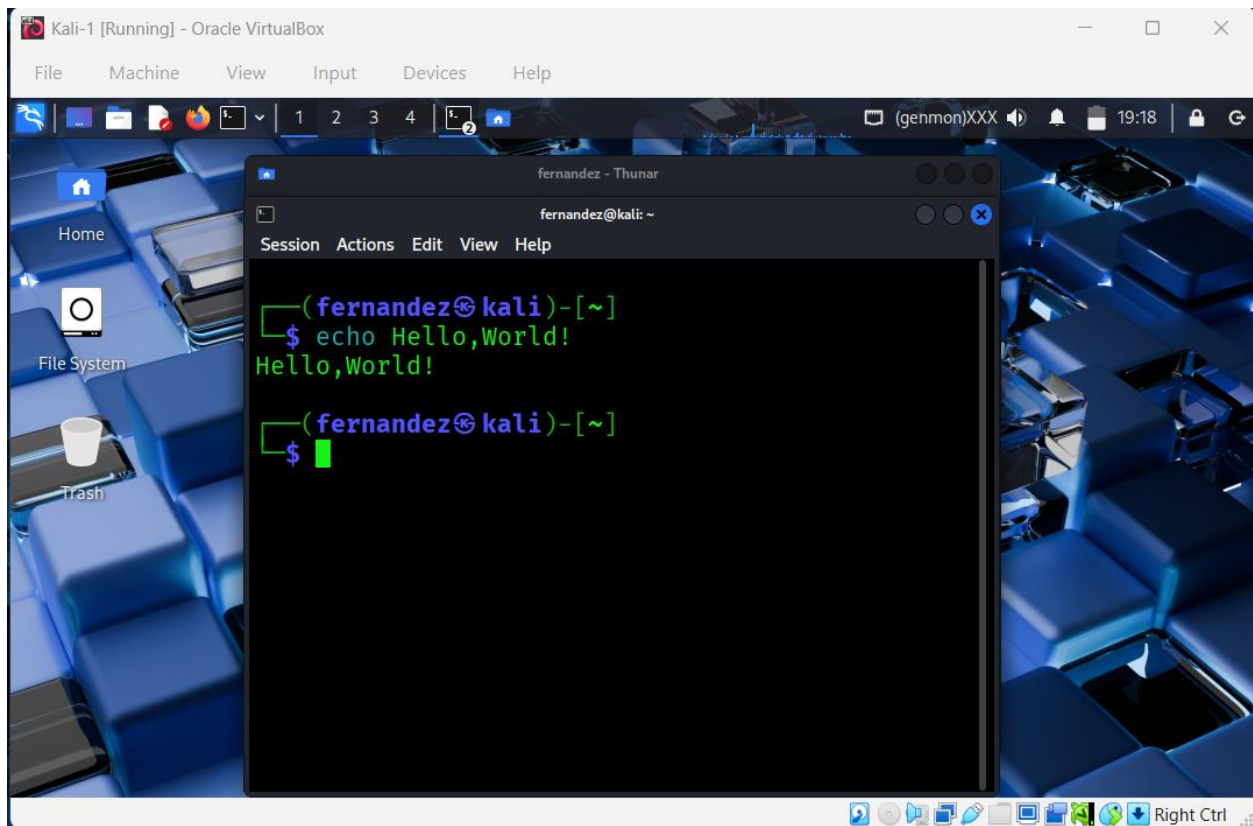 Kali-1 [Running] - Oracle VirtualBox
File Machine View Input Devices Help
1 2 3 4 2 (genmon)XXX 19:18
fernandez - Thunar
fernandez@kali: ~
Session Actions Edit View Help
Home
File System
Trash
┌──(fernandez㉿kali)-[~]
└─$ echo Hello,World!
Hello,World!
┌──(fernandez㉿kali)-[~]
└─$
Right Ctrl